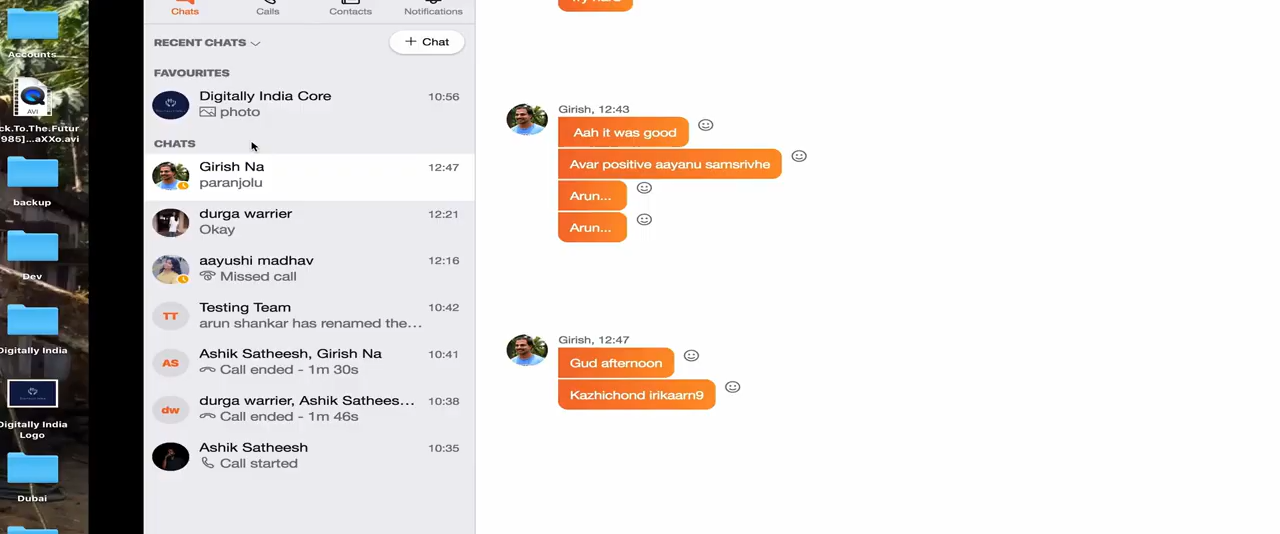 Chats
Calls
Contacts
Notifications
RECENT CHATS
+ Chat
FAVOURITES
Digitally India Core 10:56
photo
CHATS
Girish Na 12:47
paranjolu
durga warrier 12:21
Okay
aayushi madhav 12:16
Missed call
TT
Testing Team 10:42
arun shankar has renamed the…
AS
Ashik Satheesh, Girish Na 10:41
Call ended - 1m 30s
dw
durga warrier, Ashik Sathees… 10:38
Call ended - 1m 46s
Ashik Satheesh 10:35
Call started
Girish, 12:43
Aah it was good
Avar positive aayanu samsrivhe
Arun...
Arun...
Girish, 12:47
Gud afternoon
Kazhichond irikaarn9
Accounts
AVI
ck.To.The.Futur
985]...aXXo.avi
backup
Dev
Digitally India
Digitally India
Logo
Dubai